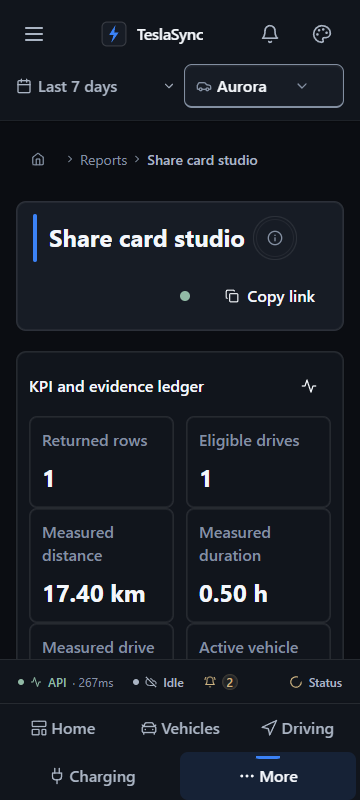 TeslaSync
Last 7 days
Aurora
Reports
Share card studio
Share card studio
Copy link
KPI and evidence ledger
Returned rows
1
Eligible drives
1
Measured
distance
17.40 km
Measured
duration
0.50 h
Measured drive
Active vehicle
API · 267ms
Idle
2
Status
Home
Vehicles
Driving
Charging
More